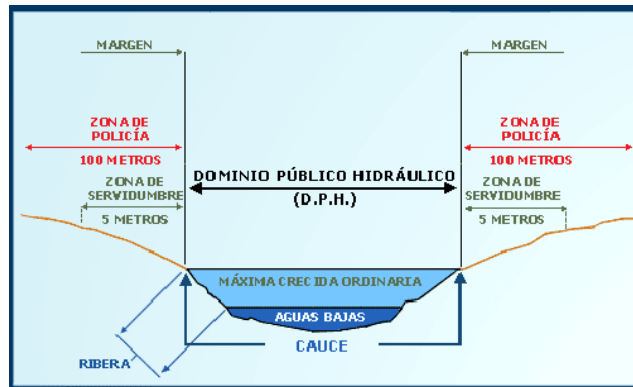 MARGEN
MARGEN
ZONA DE
POLICÍA
100 METROS
ZONA DE
POLICÍA
100 METROS
DOMINIO PÚBLICO HIDRÁULICO
(D.P.H.)
ZONA DE
SERVIDUMBRE
5 METROS
ZONA DE
SERVIDUMBRE
5 METROS
MÁXIMA CRECIDA ORDINARIA
AGUAS BAJAS
CAUCE
RIBERA